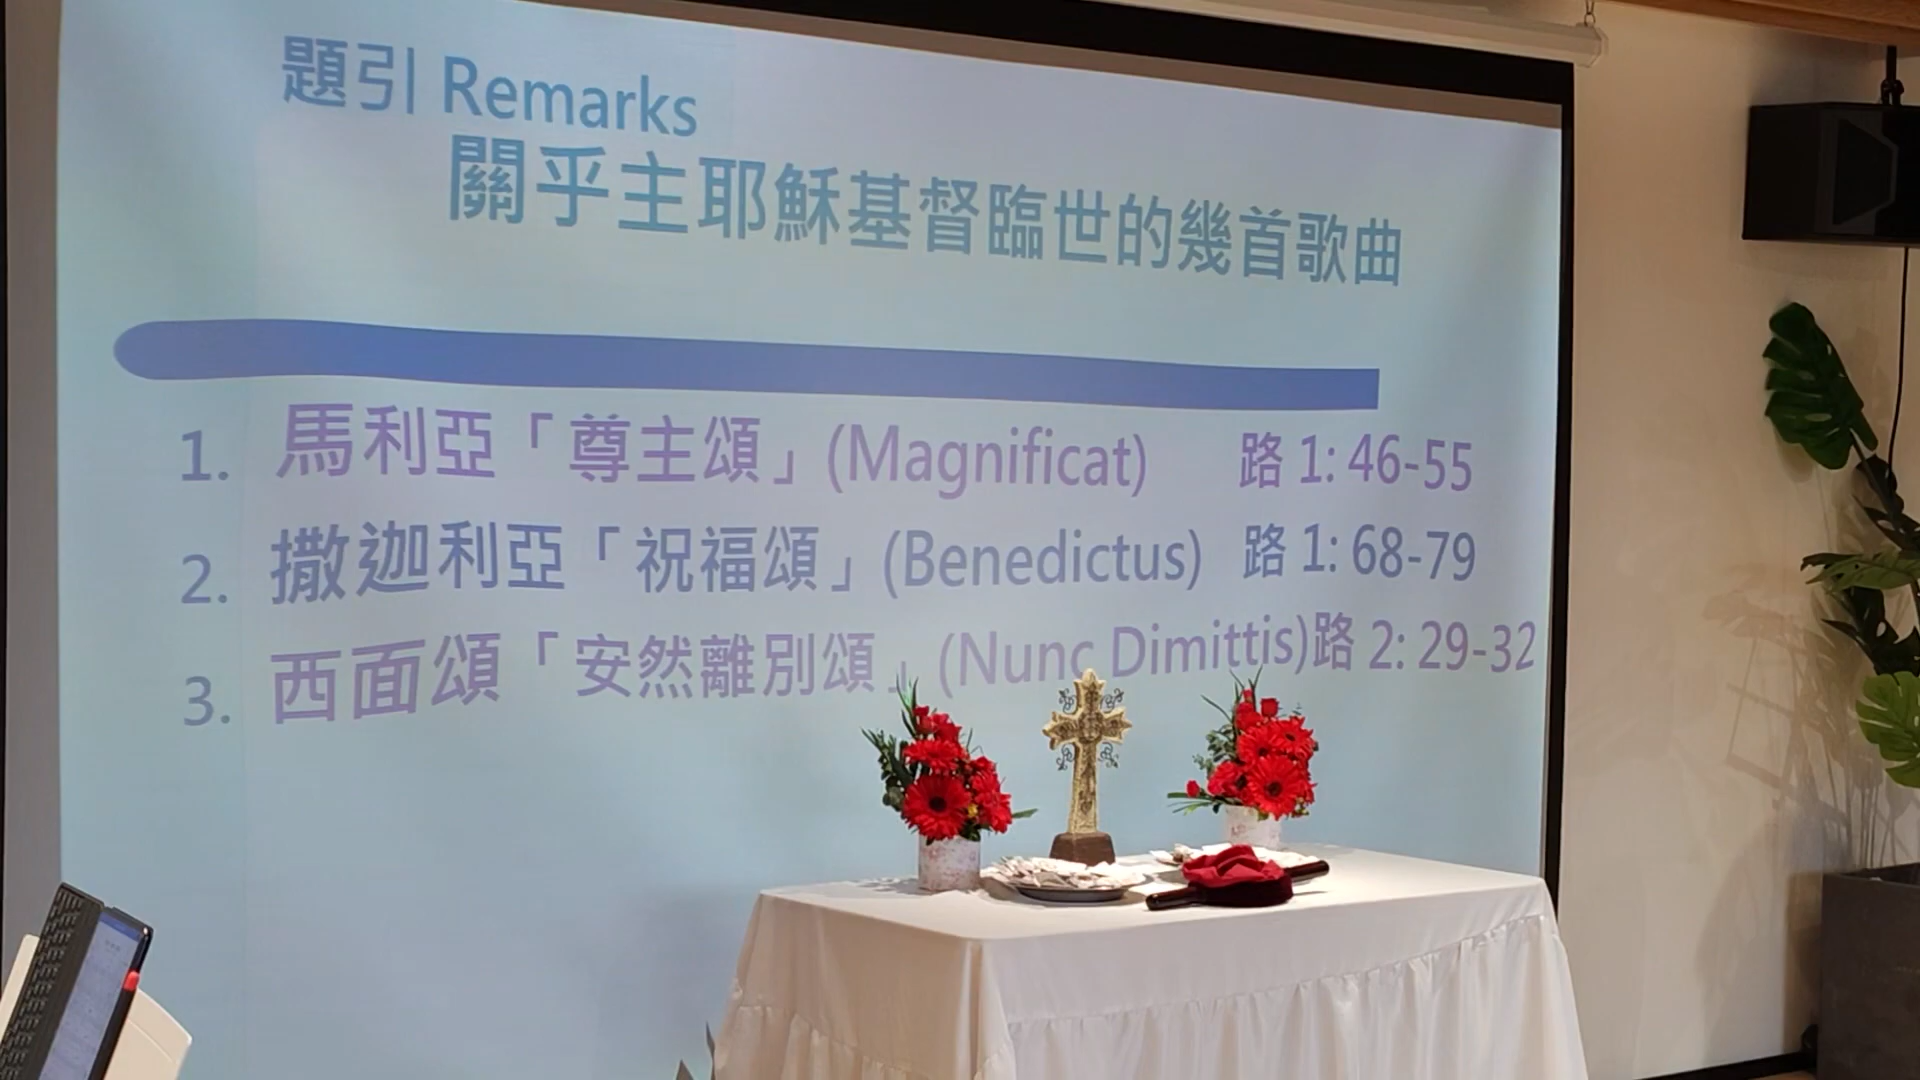 題引 Remarks
關乎主耶穌基督臨世的幾首歌曲
1. 馬利亞「尊主頌」(Magnificat) 路 1: 46-55
2. 撒迦利亞「祝福頌」(Benedictus) 路 1: 68-79
3. 西面頌「安然離別頌」(Nunc Dimittis)路 2: 29-32